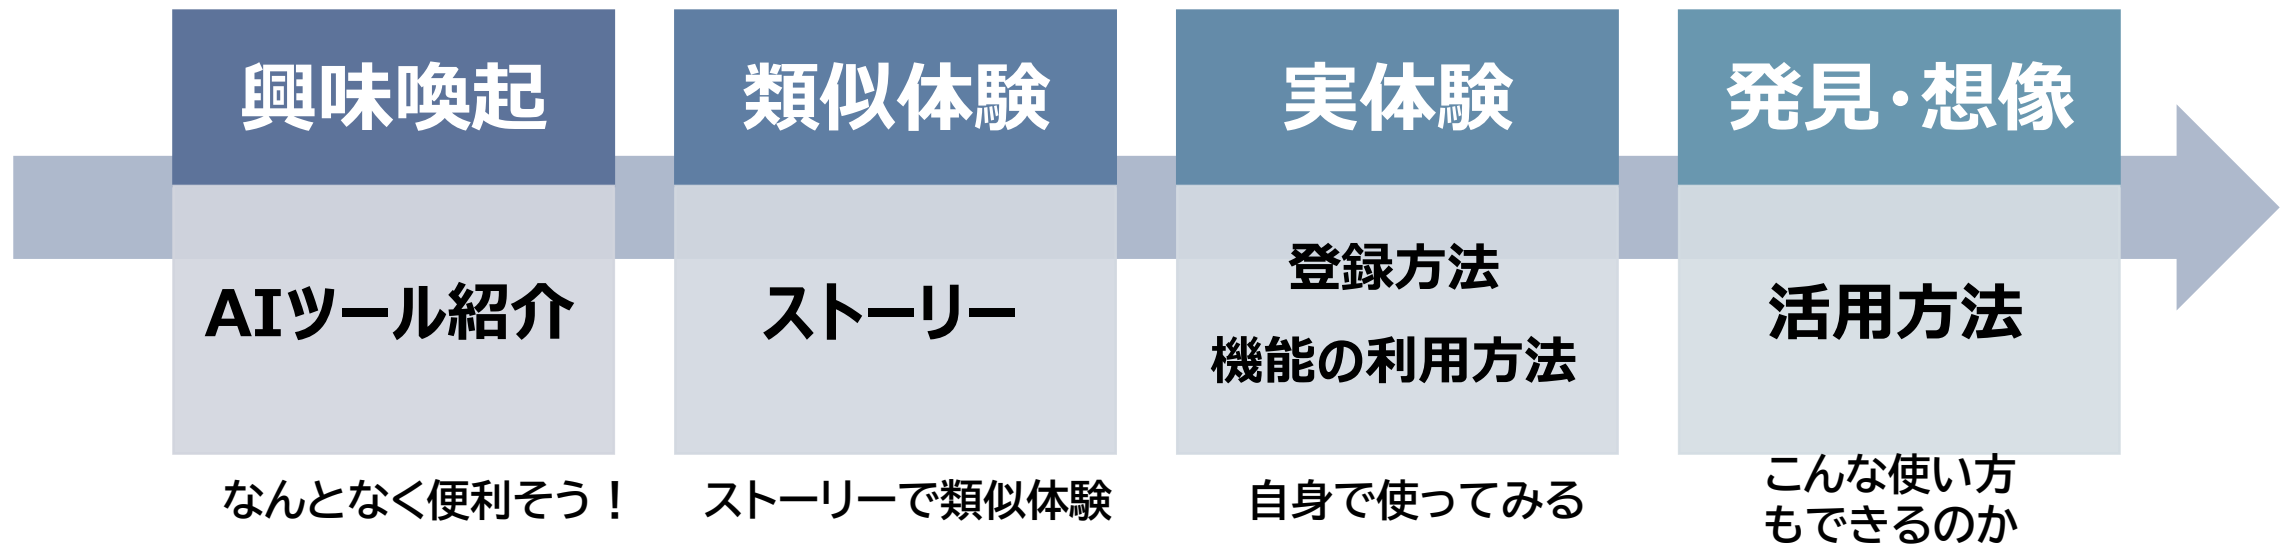 興味喚起
AIツール紹介
なんとなく便利そう！
類似体験
ストーリー
ストーリーで類似体験
実体験
登録方法
機能の利用方法
自身で使ってみる
発見・想像
活用方法
こんな使い方
もできるのか